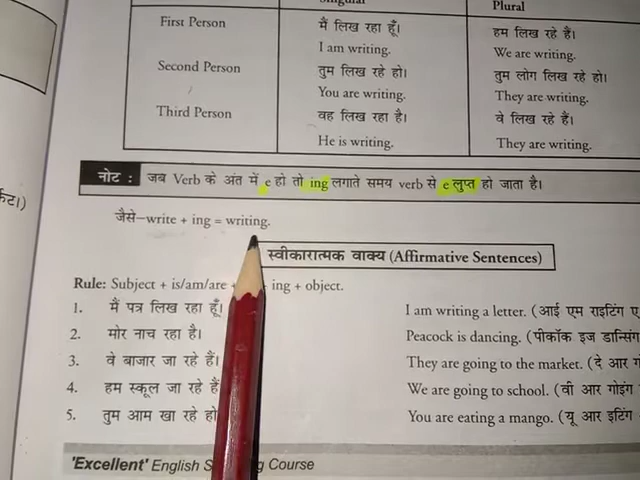 Singular Plural
First Person मैं लिख रहा हूँ। हम लिख रहे हैं।
I am writing. We are writing.
Second Person तुम लिख रहे हो। तुम लोग लिख रहे हो।
You are writing. They are writing.
Third Person वह लिख रहा है। वे लिख रहे हैं।
He is writing. They are writing.
नोट : जब Verb के अंत में e हो तो ing लगाते समय verb से e लुप्त हो जाता है।
जैसे–write + ing = writing.
स्वीकारात्मक वाक्य (Affirmative Sentences)
Rule: Subject + is/am/are + ing + object.
1. मैं पत्र लिख रहा हूँ। I am writing a letter. (आई एम राइटिंग ए
2. मोर नाच रहा है। Peacock is dancing. (पीकॉक इज डान्सिंग
3. वे बाजार जा रहे हैं। They are going to the market. (दे आर
4. हम स्कूल जा रहे हैं We are going to school. (वी आर गोइंग
5. तुम आम खा रहे हो You are eating a mango. (यू आर इटिंग
'Excellent' English Course